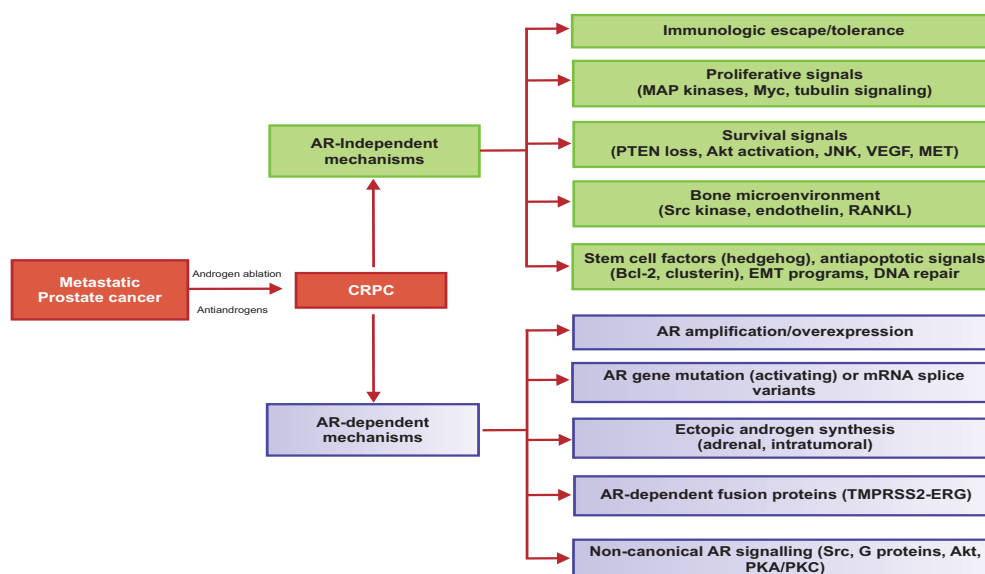 Immunologic escape/tolerance
Proliferative signals
(MAP kinases, Myc, tubulin signaling)
AR-Independent
mechanisms
Survival signals
(PTEN loss, Akt activation, JNK, VEGF, MET)
Bone microenvironment
(Src kinase, endothelin, RANKL)
Stem cell factors (hedgehog), antiapoptotic signals
(Bcl-2, clusterin), EMT programs, DNA repair
Metastatic
Prostate cancer
Androgen ablation
Antiandrogens
CRPC
AR amplification/overexpression
AR gene mutation (activating) or mRNA splice
variants
AR-dependent
mechanisms
Ectopic androgen synthesis
(adrenal, intratumoral)
AR-dependent fusion proteins (TMPRSS2-ERG)
Non-canonical AR signalling (Src, G proteins, Akt,
PKA/PKC)